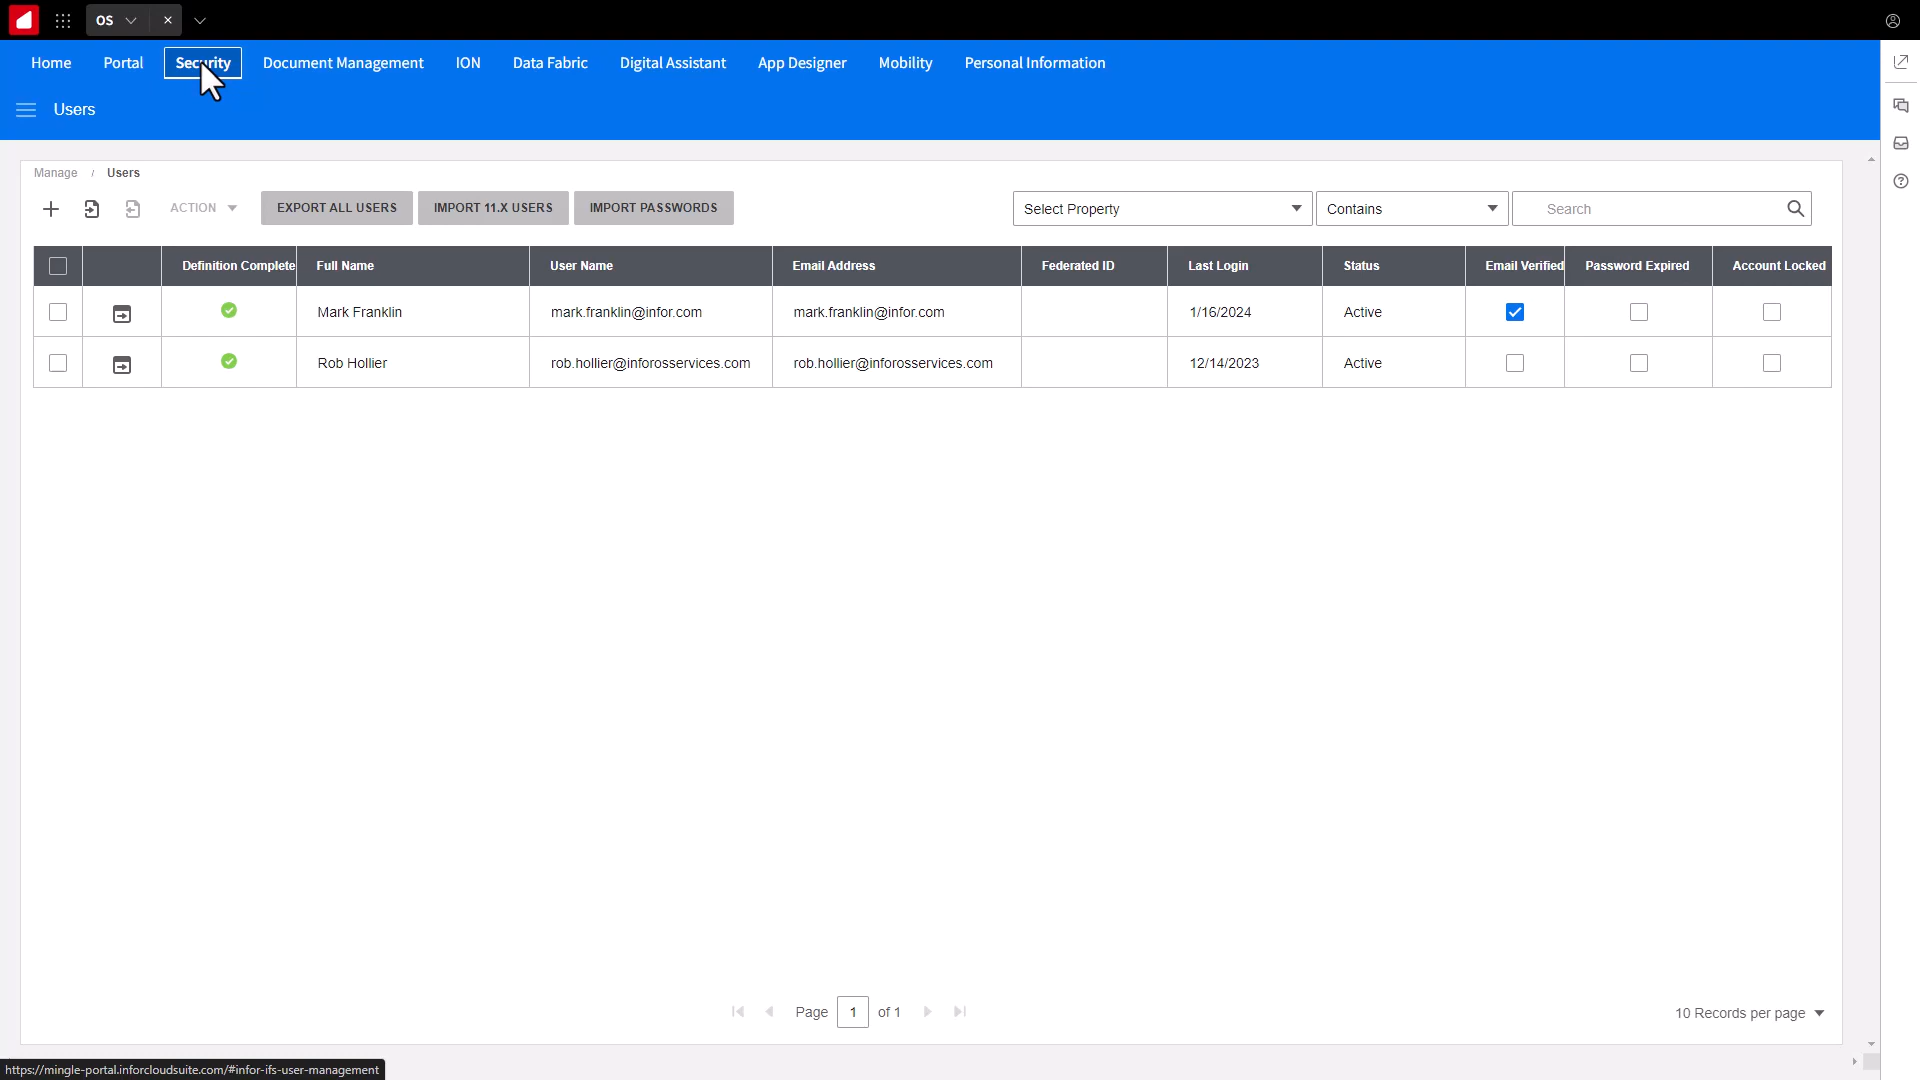 OS
Home Portal Security Document Management ION Data Fabric Digital Assistant App Designer Mobility Personal Information
Users
Manage / Users
ACTION EXPORT ALL USERS IMPORT 11.X USERS IMPORT PASSWORDS Select Property Contains Search
Definition Complete Full Name User Name Email Address Federated ID Last Login Status Email Verified Password Expired Account Locked
Mark Franklin mark.franklin@infor.com mark.franklin@infor.com 1/16/2024 Active
Rob Hollier rob.hollier@inforosservices.com rob.hollier@inforosservices.com 12/14/2023 Active
Page 1 of 1 10 Records per page
https://mingle-portal.inforcloudsuite.com/#infor-ifs-user-management